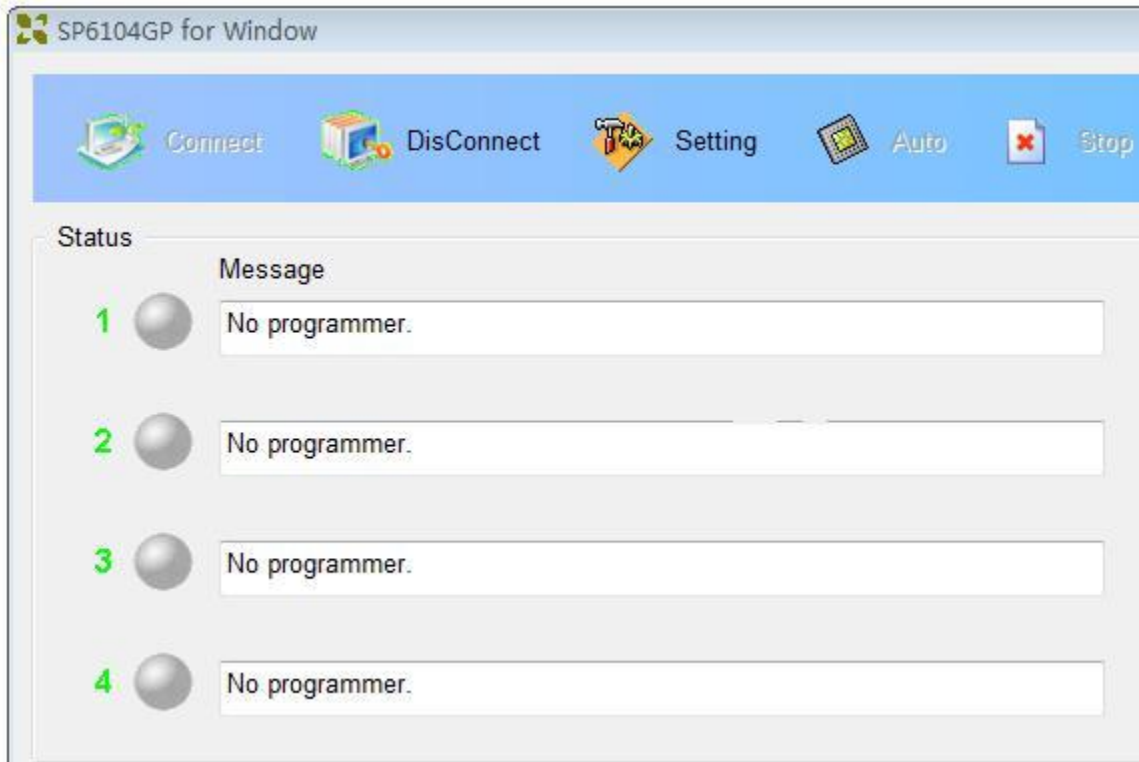 SP6104GP for Window
Connect DisConnect Setting Auto Stop
Status
Message
1 No programmer.
2 No programmer.
3 No programmer.
4 No programmer.